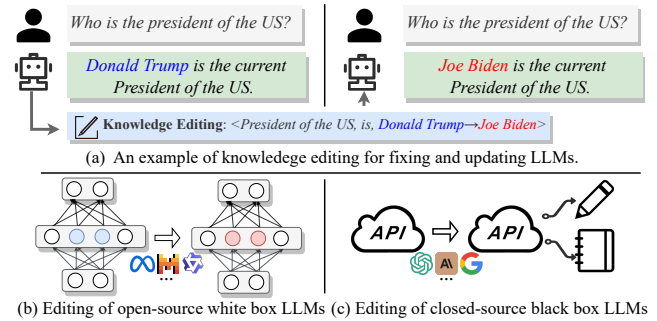 Who is the president of the US?
Donald Trump is the current
President of the US.
Who is the president of the US?
Joe Biden is the current
President of the US.
Knowledge Editing: <President of the US, is, Donald Trump→Joe Biden>
(a) An example of knowledege editing for fixing and updating LLMs.
API
API
A\
...
...
(b) Editing of open-source white box LLMs
(c) Editing of closed-source black box LLMs